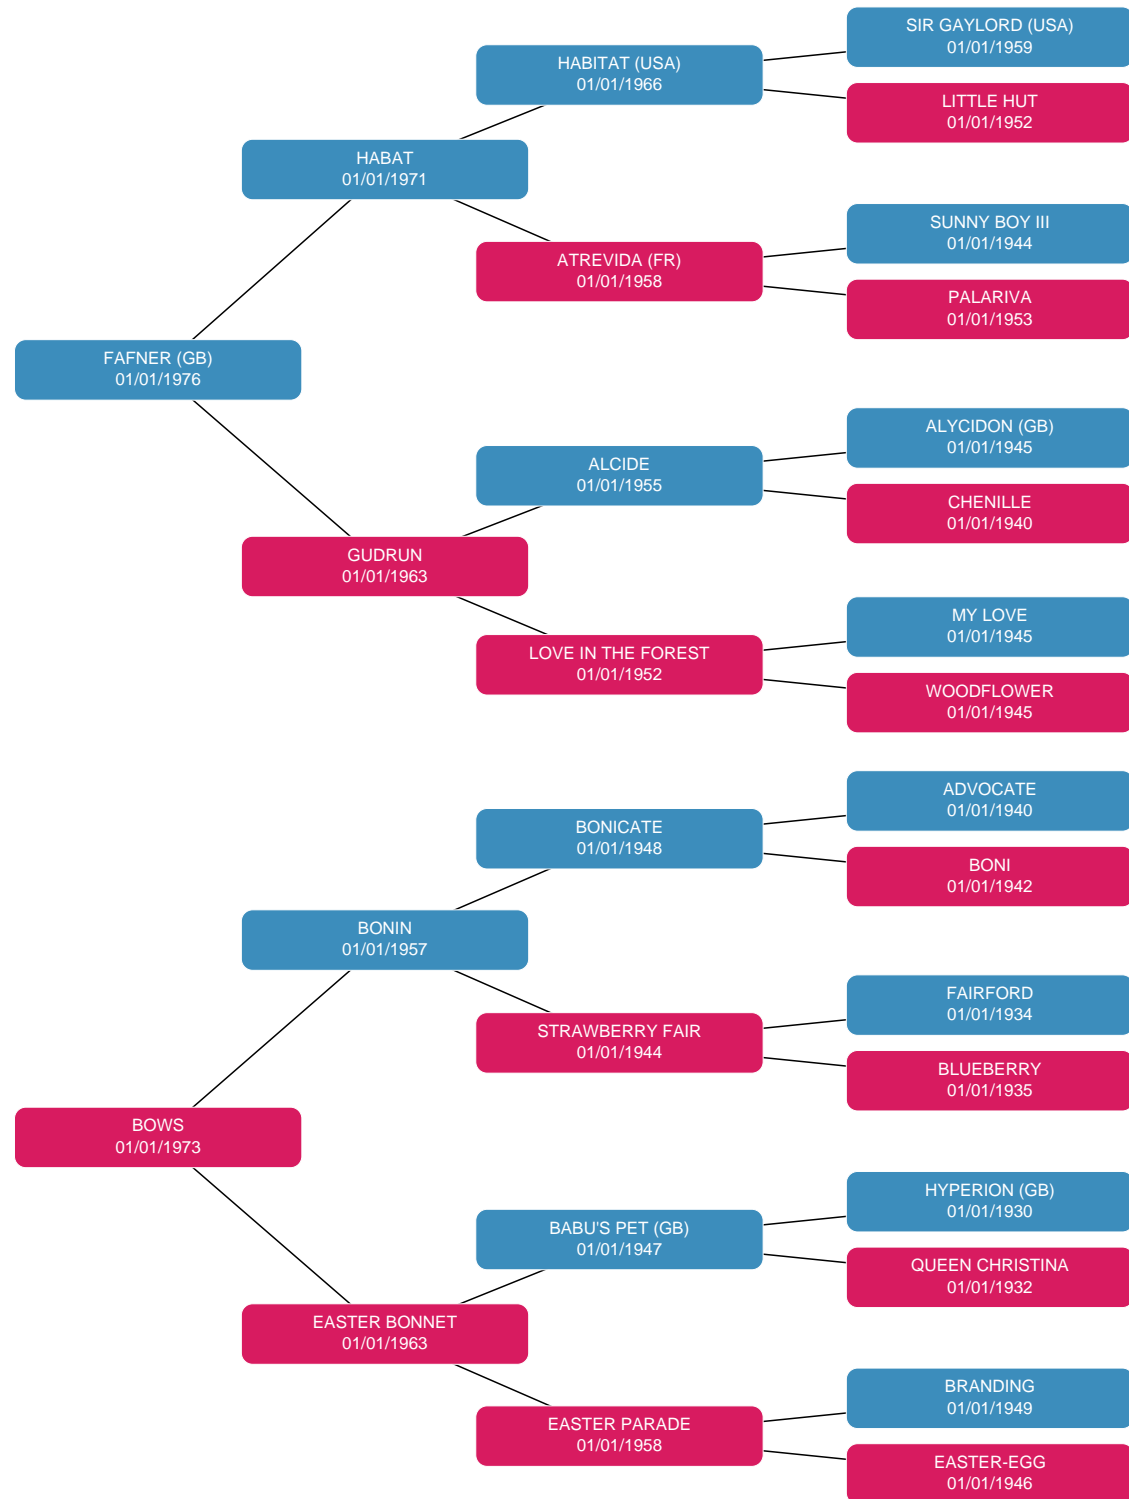 SIR GAYLORD (USA)
01/01/1959
HABITAT (USA)
01/01/1966
LITTLE HUT
01/01/1952
HABAT
01/01/1971
SUNNY BOY III
01/01/1944
ATREVIDA (FR)
01/01/1958
PALARIVA
01/01/1953
FAFNER (GB)
01/01/1976
ALYCIDON (GB)
01/01/1945
ALCIDE
01/01/1955
CHENILLE
01/01/1940
GUDRUN
01/01/1963
MY LOVE
01/01/1945
LOVE IN THE FOREST
01/01/1952
WOODFLOWER
01/01/1945
ADVOCATE
01/01/1940
BONICATE
01/01/1948
BONI
01/01/1942
BONIN
01/01/1957
FAIRFORD
01/01/1934
STRAWBERRY FAIR
01/01/1944
BLUEBERRY
01/01/1935
BOWS
01/01/1973
HYPERION (GB)
01/01/1930
BABU'S PET (GB)
01/01/1947
QUEEN CHRISTINA
01/01/1932
EASTER BONNET
01/01/1963
BRANDING
01/01/1949
EASTER PARADE
01/01/1958
EASTER-EGG
01/01/1946